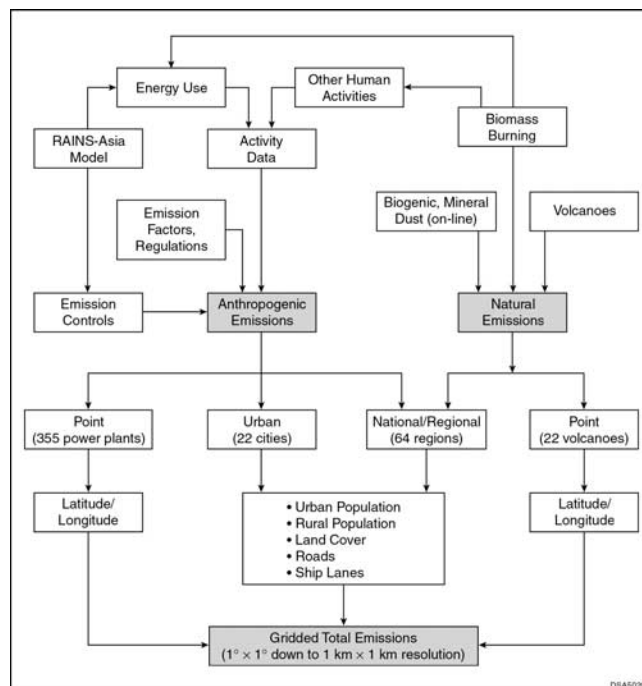 Energy Use
Other Human
Activities
RAINS-Asia
Model
Activity
Data
Biomass
Burning
Emission
Factors,
Regulations
Biogenic, Mineral
Dust (on-line)
Volcanoes
Emission
Controls
Anthropogenic
Emissions
Natural
Emissions
Point
(355 power plants)
Urban
(22 cities)
National/Regional
(64 regions)
Point
(22 volcanoes)
Latitude/
Longitude
• Urban Population
• Rural Population
• Land Cover
• Roads
• Ship Lanes
Latitude/
Longitude
Gridded Total Emissions
(1° × 1° down to 1 km × 1 km resolution)